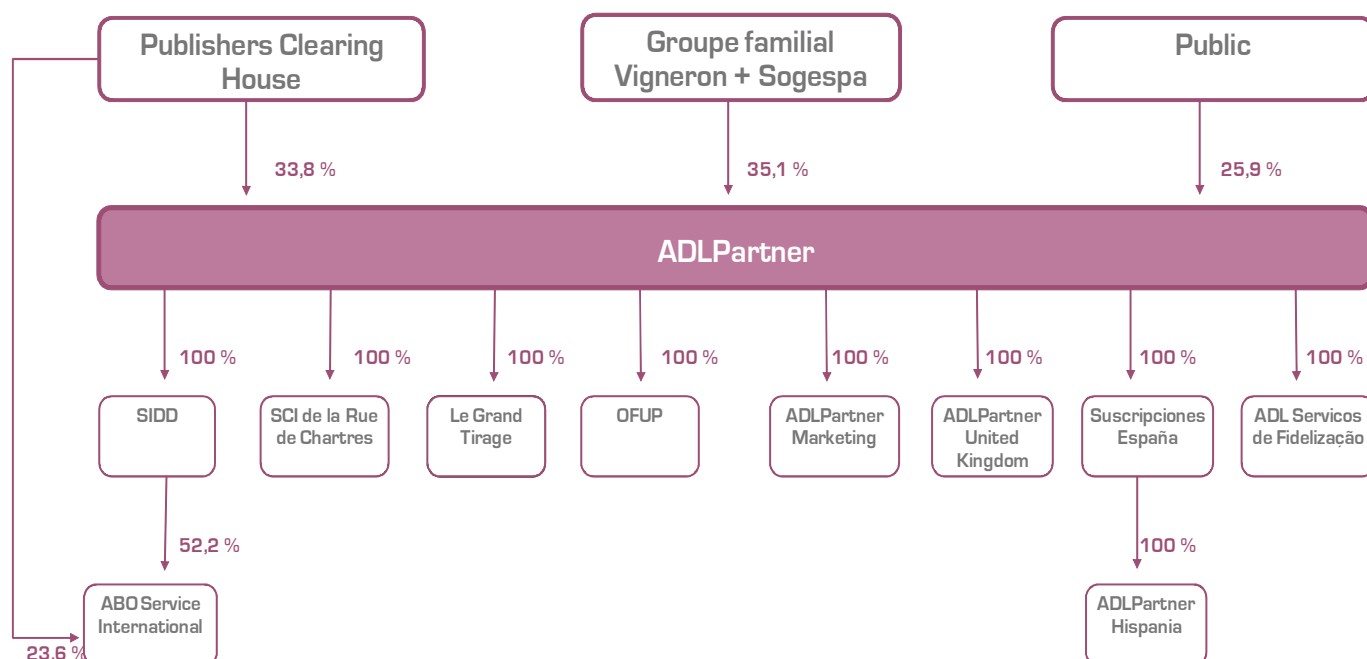 Publishers Clearing
House
Groupe familial
Vigneron + Sogespa
Public
33,8 %
35,1 %
25,9 %
ADLPartner
100 %
100 %
100 %
100 %
100 %
100 %
100 %
100 %
SIDD
SCI de la Rue
de Chartres
Le Grand
Tirage
OFUP
ADLPartner
Marketing
ADLPartner
United
Kingdom
Suscripciones
España
ADL Servicos
de Fidelização
52,2 %
100 %
ABO Service
International
ADLPartner
Hispania
23,6 %